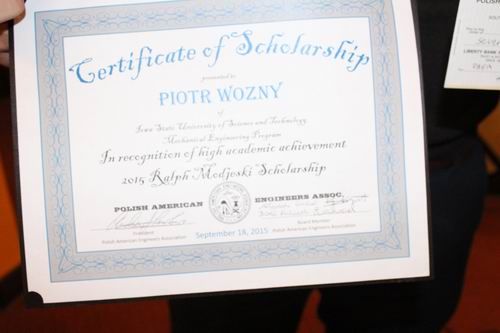 Certificate of Scholarship
presented to
PIOTR WOZNY
of
Iowa State University of Science and Technology
Mechanical Engineering Program
In recognition of high academic achievement
2015 Ralph Modjeski Scholarship
POLISH AMERICAN ENGINEERS ASSOC.
President
Polish American Engineers Association
September 18, 2015
Board Member
Polish American Engineers Association
POLISH
LIBERTY BANK